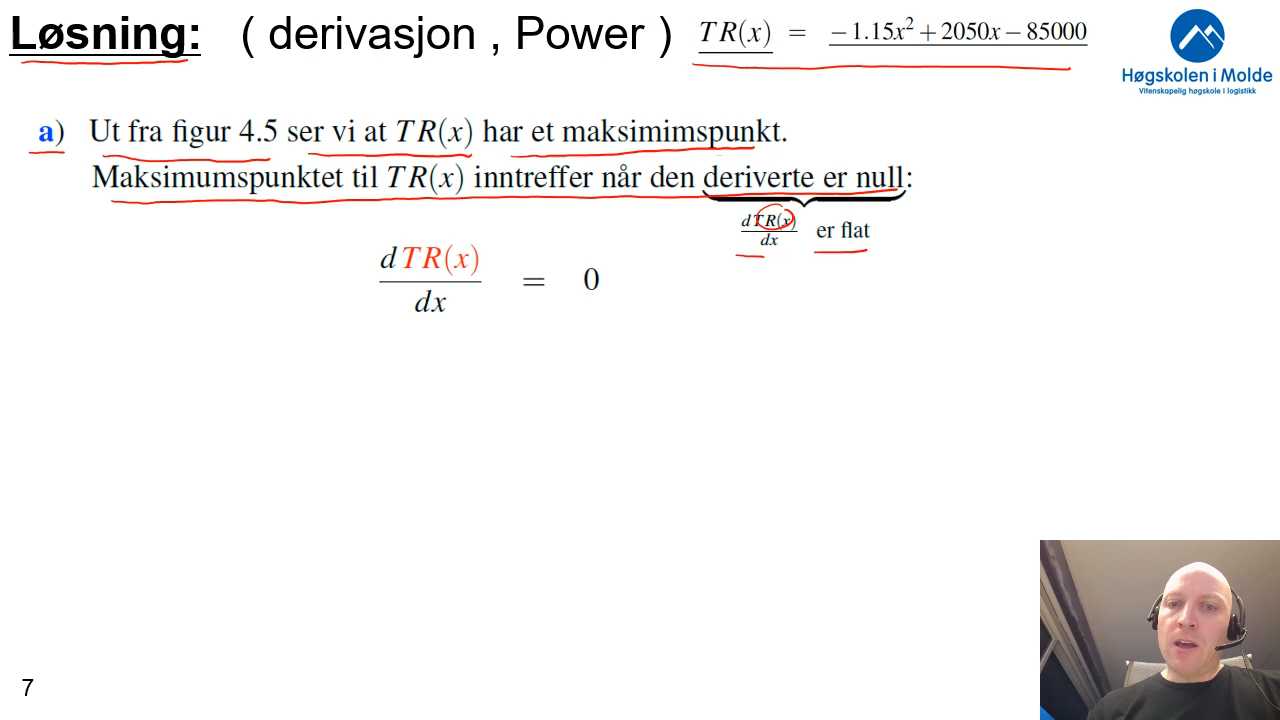 Løsning: ( derivasjon , Power ) TR(x) = −1.15x² + 2050x − 85000
Høgskolen i Molde
Vitenskapelig høgskole i logistikk
a) Ut fra figur 4.5 ser vi at TR(x) har et maksimimspunkt.
Maksimumspunktet til TR(x) inntreffer når den deriverte er null:
dTR(x)/dx er flat
dTR(x)/dx = 0
7